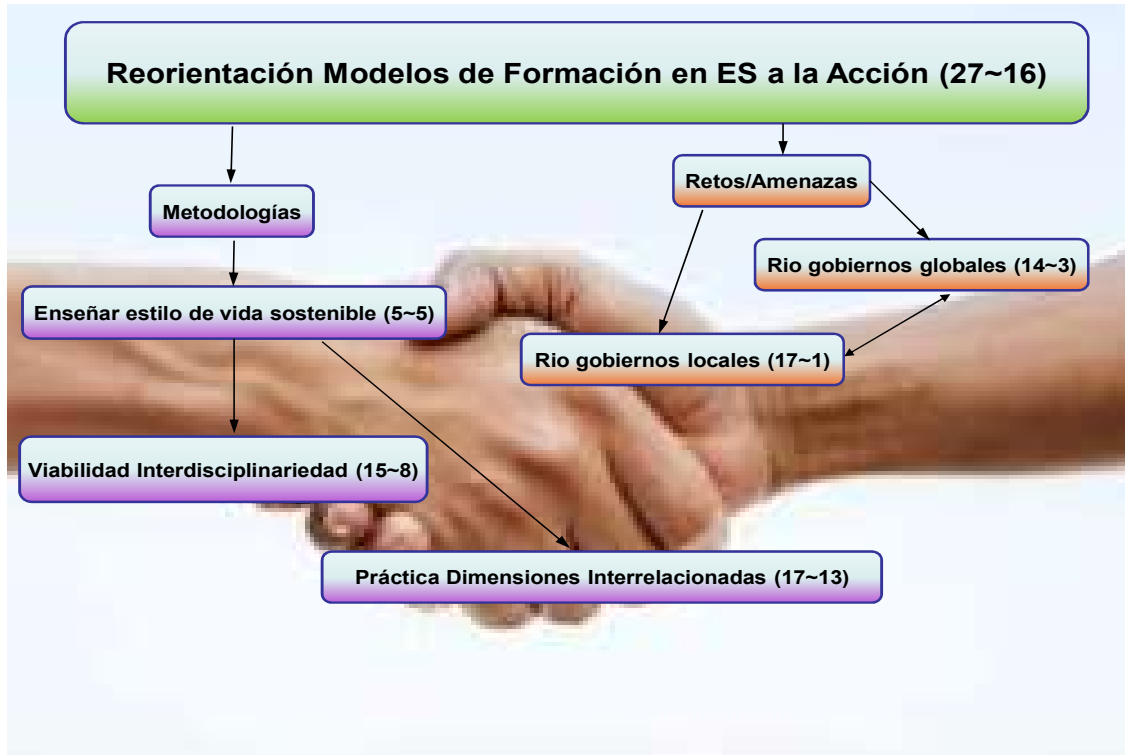 Reorientación Modelos de Formación en ES a la Acción (27~16)
Metodologías
Retos/Amenazas
Rio gobiernos globales (14~3)
Enseñar estilo de vida sostenible (5~5)
Rio gobiernos locales (17~1)
Viabilidad Interdisciplinariedad (15~8)
Práctica Dimensiones Interrelacionadas (17~13)